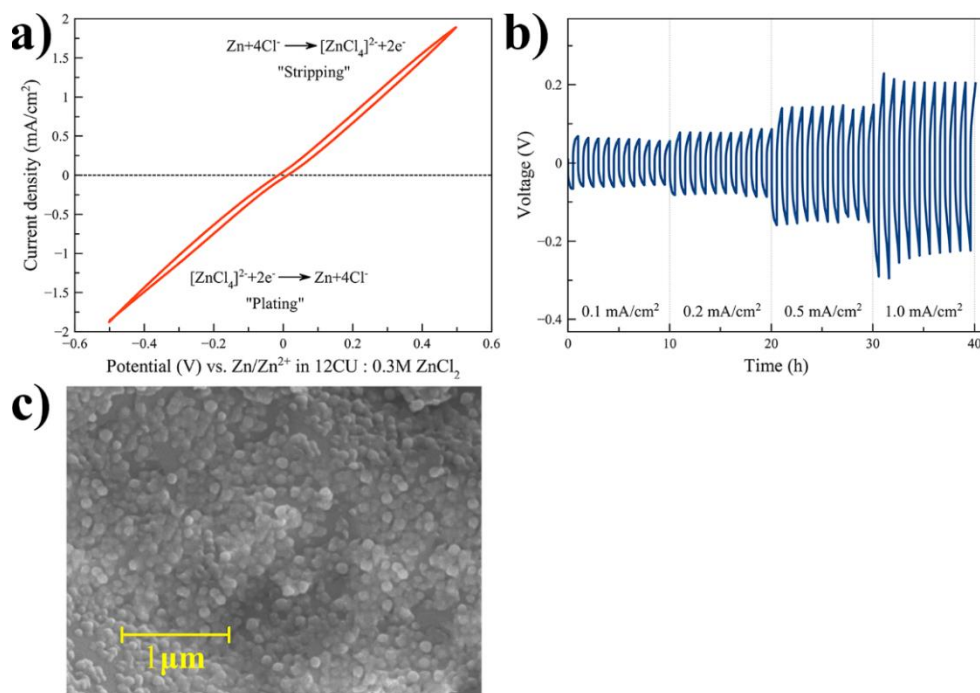 a)
Current density (mA/cm²)
2
1.5
1
0.5
0
-0.5
-1
-1.5
-2
Zn+4Cl⁻ ⟶ [ZnCl₄]²⁻+2e⁻
"Stripping"
[ZnCl₄]²⁻+2e⁻ ⟶ Zn+4Cl⁻
"Plating"
-0.6 -0.4 -0.2 0 0.2 0.4 0.6
Potential (V) vs. Zn/Zn²⁺ in 12CU : 0.3M ZnCl₂
b)
Voltage (V)
0.2
0
-0.2
-0.4
0.1 mA/cm² 0.2 mA/cm² 0.5 mA/cm² 1.0 mA/cm²
0 10 20 30 40
Time (h)
c)
1µm